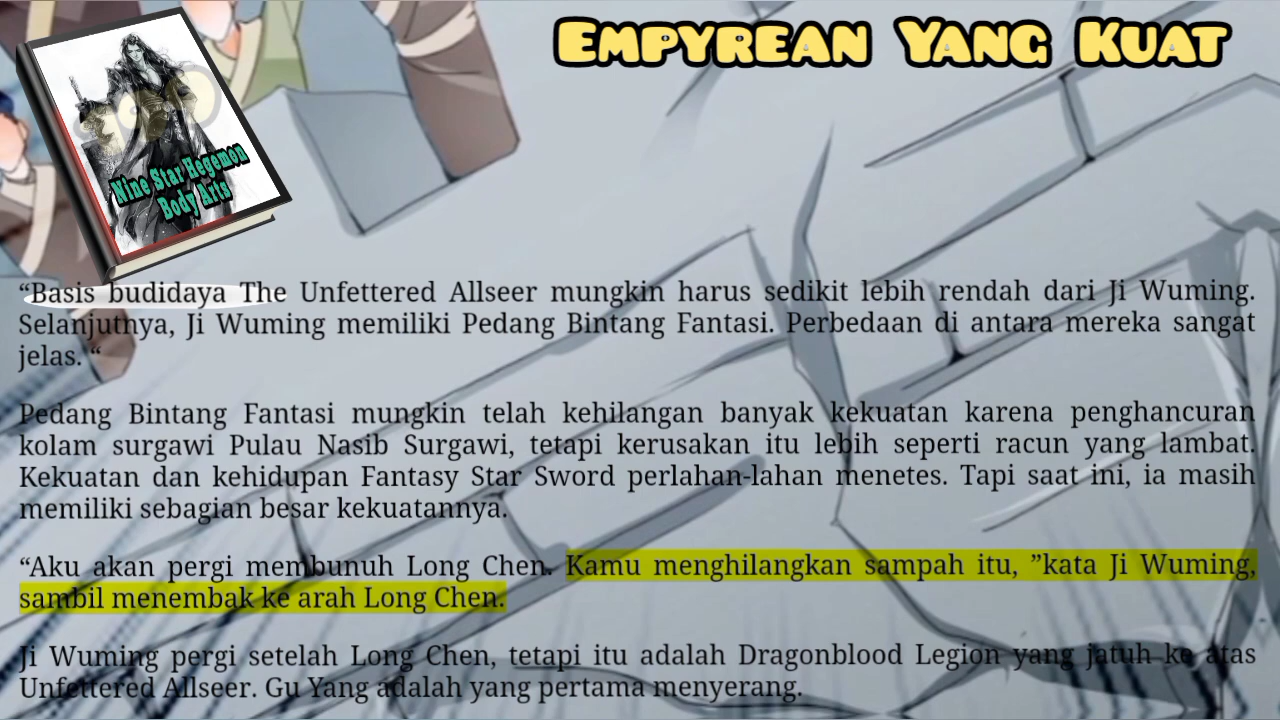 EMPYREAN YANG KUAT
Nine Star Hegemon
Body Arts
“Basis budidaya The Unfettered Allseer mungkin harus sedikit lebih rendah dari Ji Wuming.
Selanjutnya, Ji Wuming memiliki Pedang Bintang Fantasi. Perbedaan di antara mereka sangat
jelas. “
Pedang Bintang Fantasi mungkin telah kehilangan banyak kekuatan karena penghancuran
kolam surgawi Pulau Nasib Surgawi, tetapi kerusakan itu lebih seperti racun yang lambat.
Kekuatan dan kehidupan Fantasy Star Sword perlahan-lahan menetes. Tapi saat ini, ia masih
memiliki sebagian besar kekuatannya.
“Aku akan pergi membunuh Long Chen. Kamu menghilangkan sampah itu, ”kata Ji Wuming,
sambil menembak ke arah Long Chen.
Ji Wuming pergi setelah Long Chen, tetapi itu adalah Dragonblood Legion yang jatuh ke atas
Unfettered Allseer. Gu Yang adalah yang pertama menyerang.